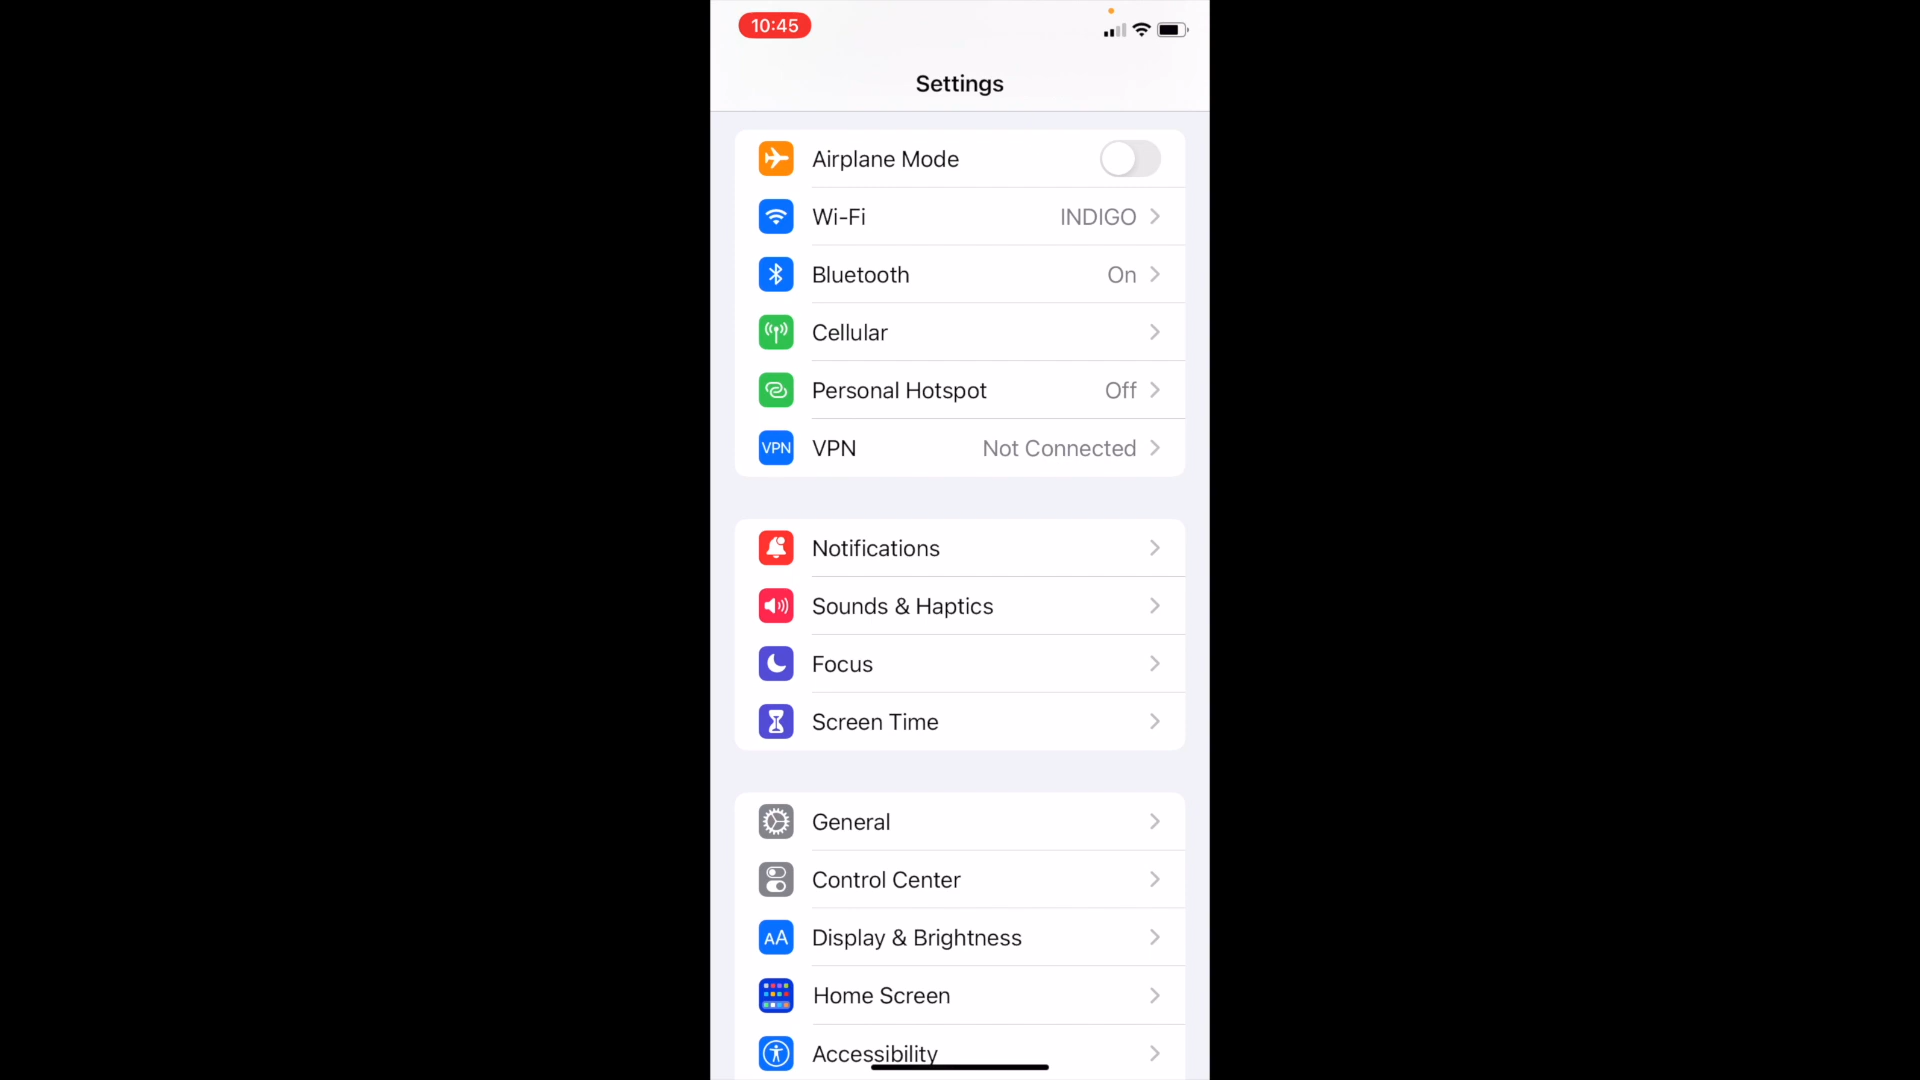 10:45
Settings
Airplane Mode
Wi-Fi INDIGO
Bluetooth On
Cellular
Personal Hotspot Off
VPN VPN Not Connected
Notifications
Sounds & Haptics
Focus
Screen Time
General
Control Center
AA Display & Brightness
Home Screen
Accessibility